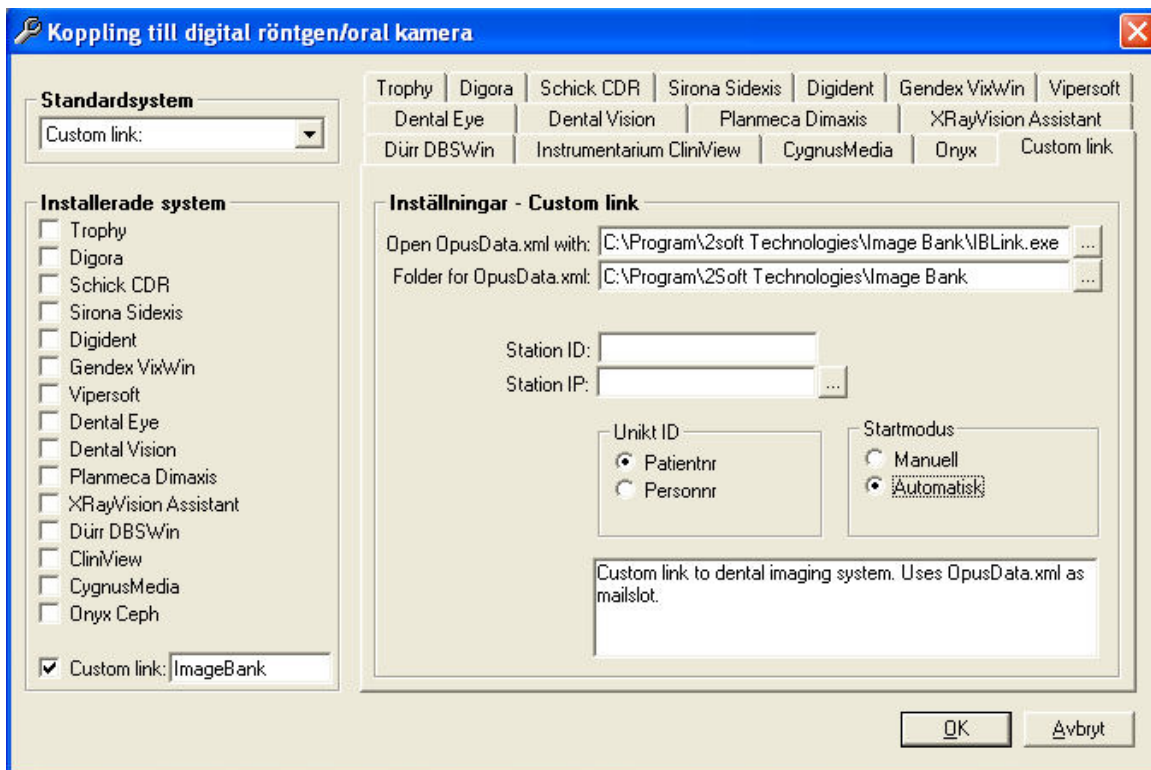 Koppling till digital röntgen/oral kamera
Standardsystem
Custom link:
Installerade system
Trophy
Digora
Schick CDR
Sirona Sidexis
Digident
Gendex VixWin
Vipersoft
Dental Eye
Dental Vision
Planmeca Dimaxis
XRayVision Assistant
Dürr DBSWin
CliniView
CygnusMedia
Onyx Ceph
Custom link: ImageBank
Trophy Digora Schick CDR Sirona Sidexis Digident Gendex VixWin Vipersoft
Dental Eye Dental Vision Planmeca Dimaxis XRayVision Assistant
Dürr DBSWin Instrumentarium CliniView CygnusMedia Onyx Custom link
Inställningar - Custom link
Open OpusData.xml with: C:\Program\2soft Technologies\Image Bank\IBLink.exe ...
Folder for OpusData.xml: C:\Program\2Soft Technologies\Image Bank ...
Station ID:
Station IP: ...
Unikt ID
Patientnr
Personnr
Startmodus
Manuell
Automatisk
Custom link to dental imaging system. Uses OpusData.xml as
mailslot.
OK Avbryt